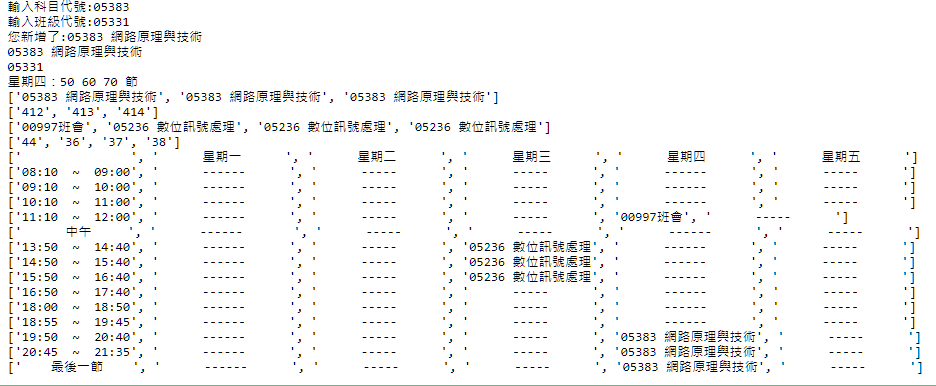 輸入科目代號:05383
輸入班級代號:05331
您新增了:05383 網路原理與技術
05383 網路原理與技術
05331
星期四：50 60 70 節
['05383 網路原理與技術', '05383 網路原理與技術', '05383 網路原理與技術']
['412', '413', '414']
['00997班會', '05236 數位訊號處理', '05236 數位訊號處理', '05236 數位訊號處理']
['44', '36', '37', '38']
['               ', '      星期一      ', '      星期二      ', '      星期三      ', '      星期四      ', '      星期五      ']
['08:10  ~  09:00', '      ------      ', '      -----      ', '      -----      ', '      ------      ', '      -----      ']
['09:10  ~  10:00', '      ------      ', '      -----      ', '      -----      ', '      ------      ', '      -----      ']
['10:10  ~  11:00', '      ------      ', '      -----      ', '      -----      ', '      ------      ', '      -----      ']
['11:10  ~  12:00', '      ------      ', '      -----      ', '      -----      ', '00997班會', '      -----      ']
['      中午     ', '      ------      ', '      -----      ', '      -----      ', '      ------      ', '      -----      ']
['13:50  ~  14:40', '      ------      ', '      -----      ', '05236 數位訊號處理', '      ------      ', '      -----      ']
['14:50  ~  15:40', '      ------      ', '      -----      ', '05236 數位訊號處理', '      ------      ', '      -----      ']
['15:50  ~  16:40', '      ------      ', '      -----      ', '05236 數位訊號處理', '      ------      ', '      -----      ']
['16:50  ~  17:40', '      ------      ', '      -----      ', '      -----      ', '      ------      ', '      -----      ']
['18:00  ~  18:50', '      ------      ', '      -----      ', '      -----      ', '      ------      ', '      -----      ']
['18:55  ~  19:45', '      ------      ', '      -----      ', '      -----      ', '      ------      ', '      -----      ']
['19:50  ~  20:40', '      ------      ', '      -----      ', '      -----      ', '05383 網路原理與技術', '      -----      ']
['20:45  ~  21:35', '      ------      ', '      -----      ', '      -----      ', '05383 網路原理與技術', '      -----      ']
['    最後一節    ', '      ------      ', '      -----      ', '      -----      ', '05383 網路原理與技術', '      -----      ']